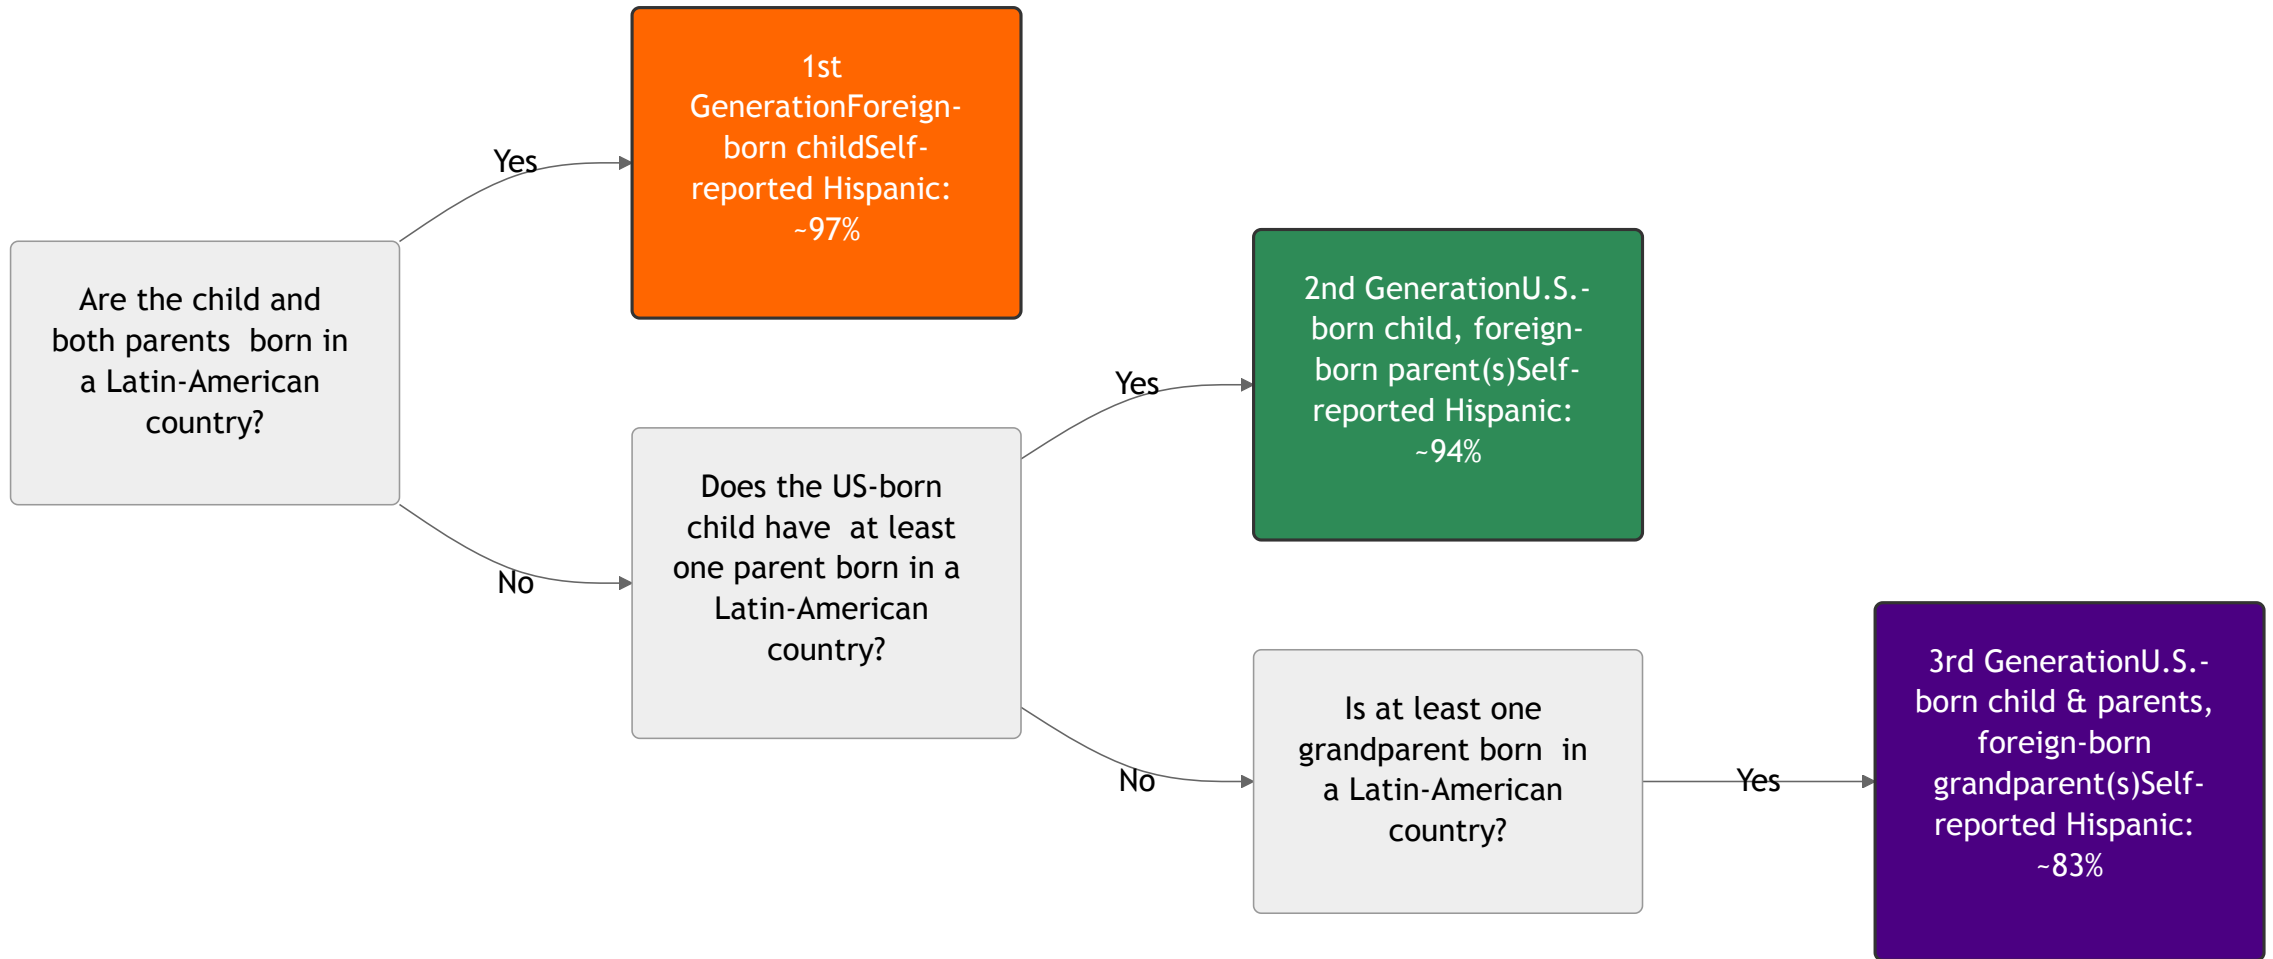 1st
GenerationForeign-
born childSelf-
reported Hispanic:
~97%
Yes
Are the child and
both parents  born in
a Latin-American
country?
No
2nd GenerationU.S.-
born child, foreign-
born parent(s)Self-
reported Hispanic:
~94%
Yes
Does the US-born
child have  at least
one parent born in a
Latin-American
country?
No
Is at least one
grandparent born  in
a Latin-American
country?
Yes
3rd GenerationU.S.-
born child & parents,
foreign-born
grandparent(s)Self-
reported Hispanic:
~83%